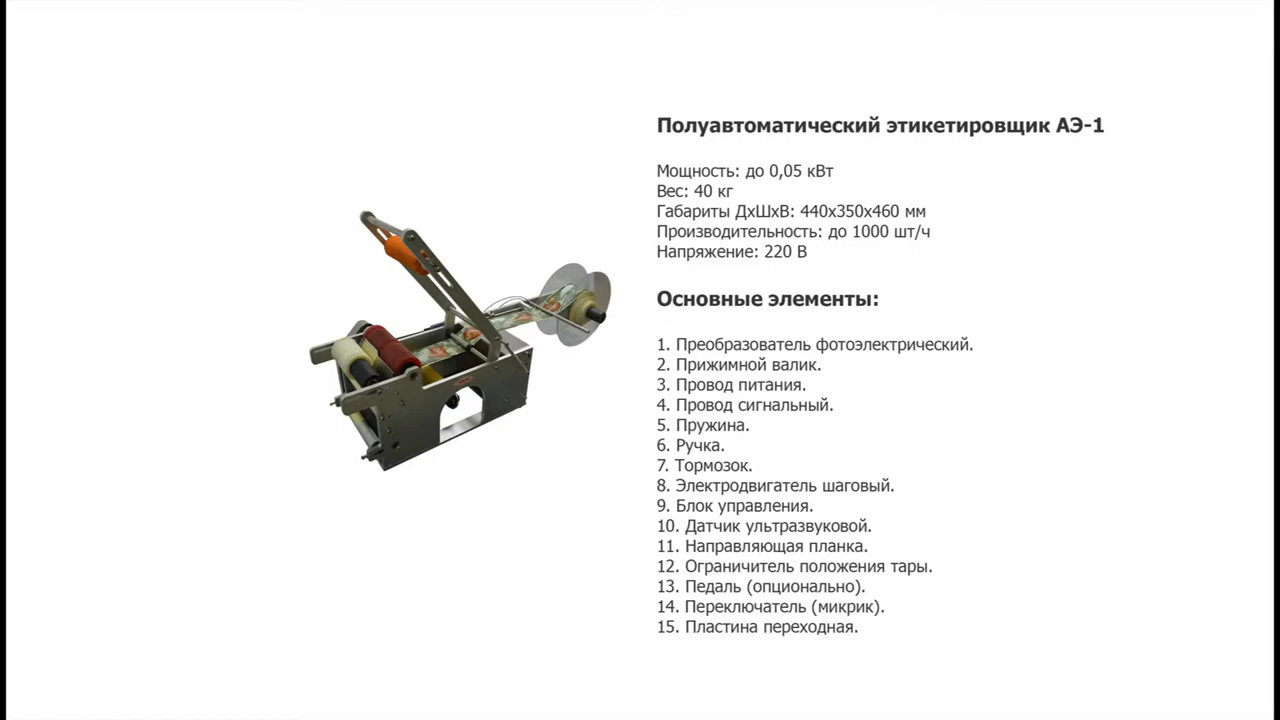 Полуавтоматический этикетировщик АЭ-1
Мощность: до 0,05 кВт
Вес: 40 кг
Габариты ДхШхВ: 440х350х460 мм
Производительность: до 1000 шт/ч
Напряжение: 220 В
Основные элементы:
1. Преобразователь фотоэлектрический.
2. Прижимной валик.
3. Провод питания.
4. Провод сигнальный.
5. Пружина.
6. Ручка.
7. Тормозок.
8. Электродвигатель шаговый.
9. Блок управления.
10. Датчик ультразвуковой.
11. Направляющая планка.
12. Ограничитель положения тары.
13. Педаль (опционально).
14. Переключатель (микрик).
15. Пластина переходная.